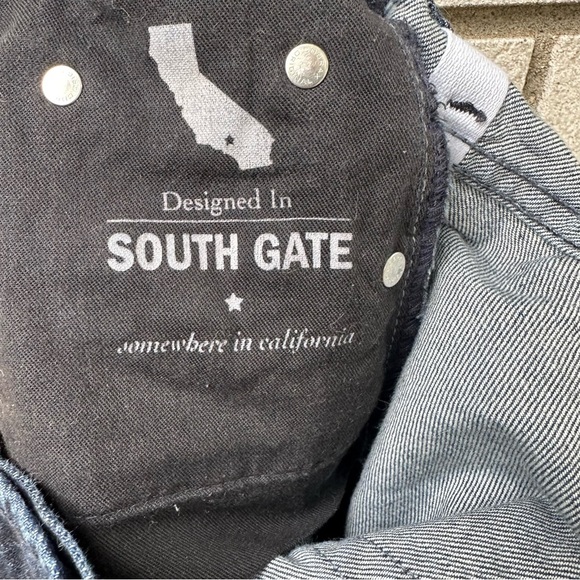 Designed In
SOUTH GATE
somewhere in california